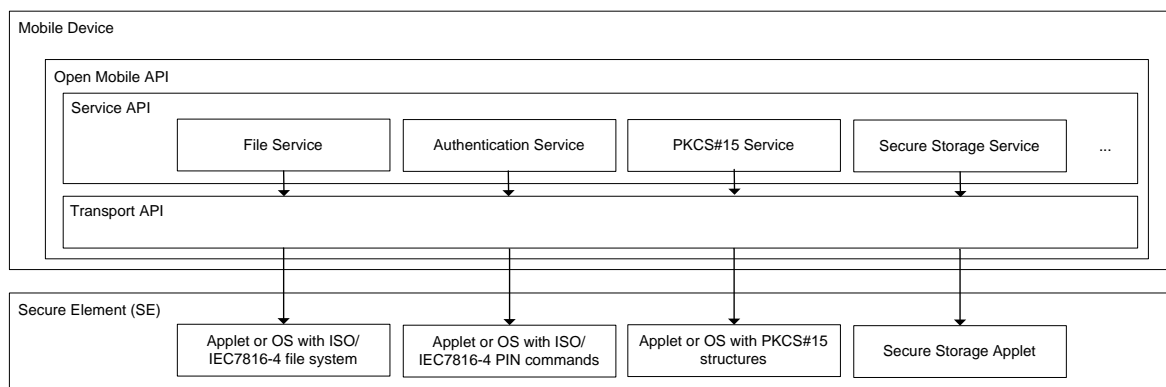 Mobile Device
Open Mobile API
Service API
File Service
Authentication Service
PKCS#15 Service
Secure Storage Service
...
Transport API
Secure Element (SE)
Applet or OS with ISO/
IEC7816-4 file system
Applet or OS with ISO/
IEC7816-4 PIN commands
Applet or OS with PKCS#15
structures
Secure Storage Applet